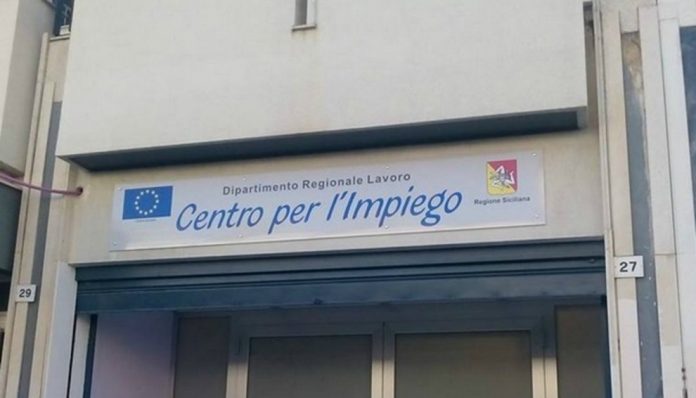 Dipartimento Regionale Lavoro
Centro per l'Impiego
Regione Siciliana
29
27